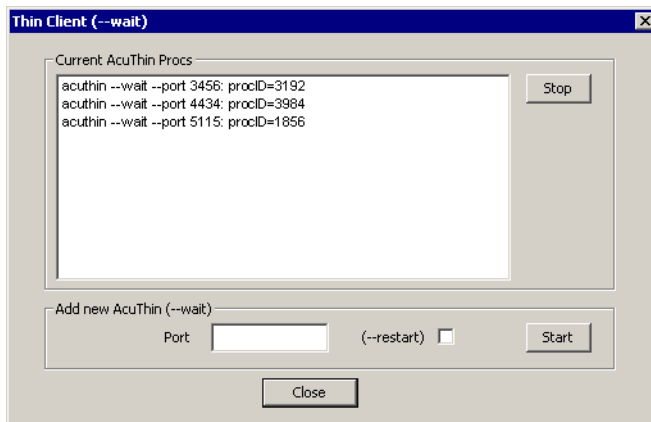 Thin Client (--wait)
Current AcuThin Procs
acuthin --wait --port 3456: procID=3192
acuthin --wait --port 4434: procID=3984
acuthin --wait --port 5115: procID=1856
Stop
Add new AcuThin (--wait)
Port (--restart) Start
Close